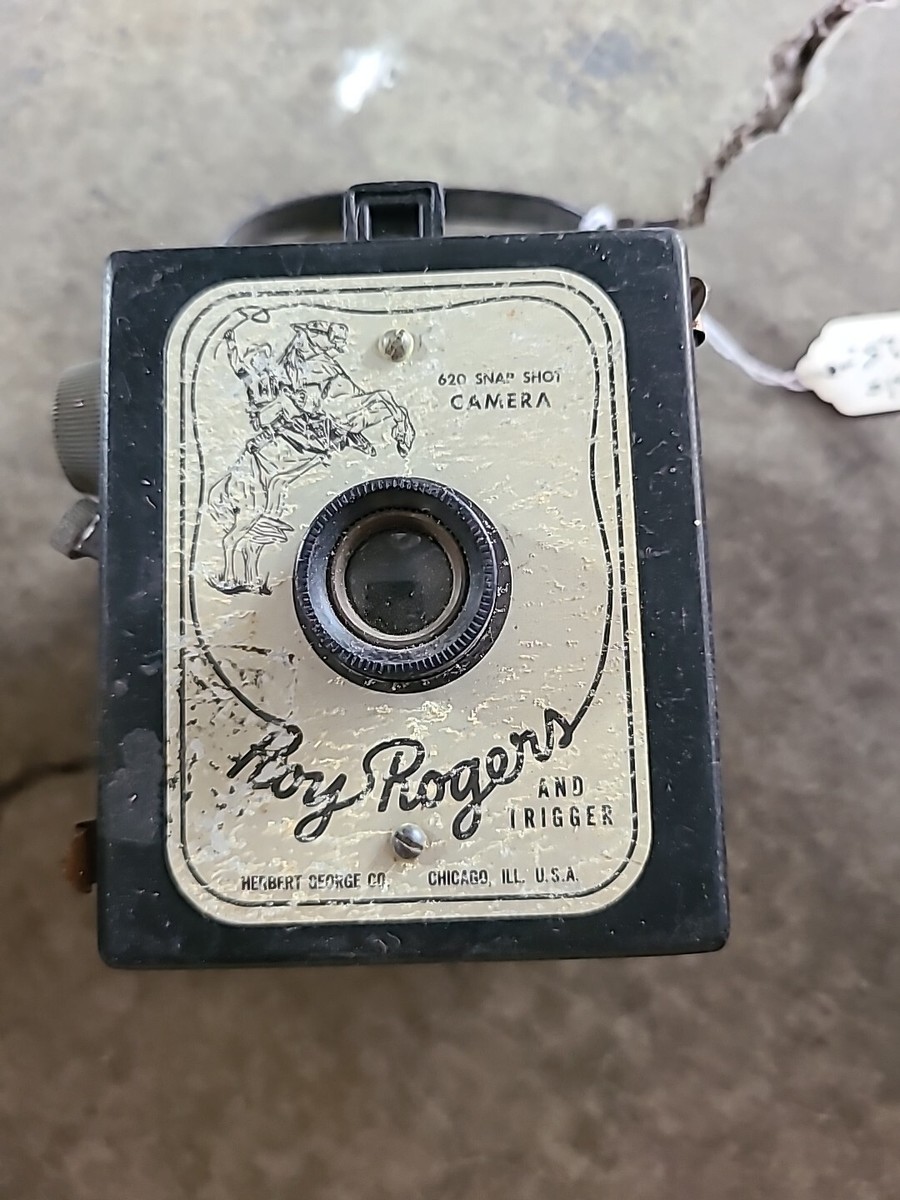 620 SNAP SHOT
CAMERA
Roy Rogers
AND
TRIGGER
HERBERT GEORGE CO. CHICAGO, ILL. U.S.A.